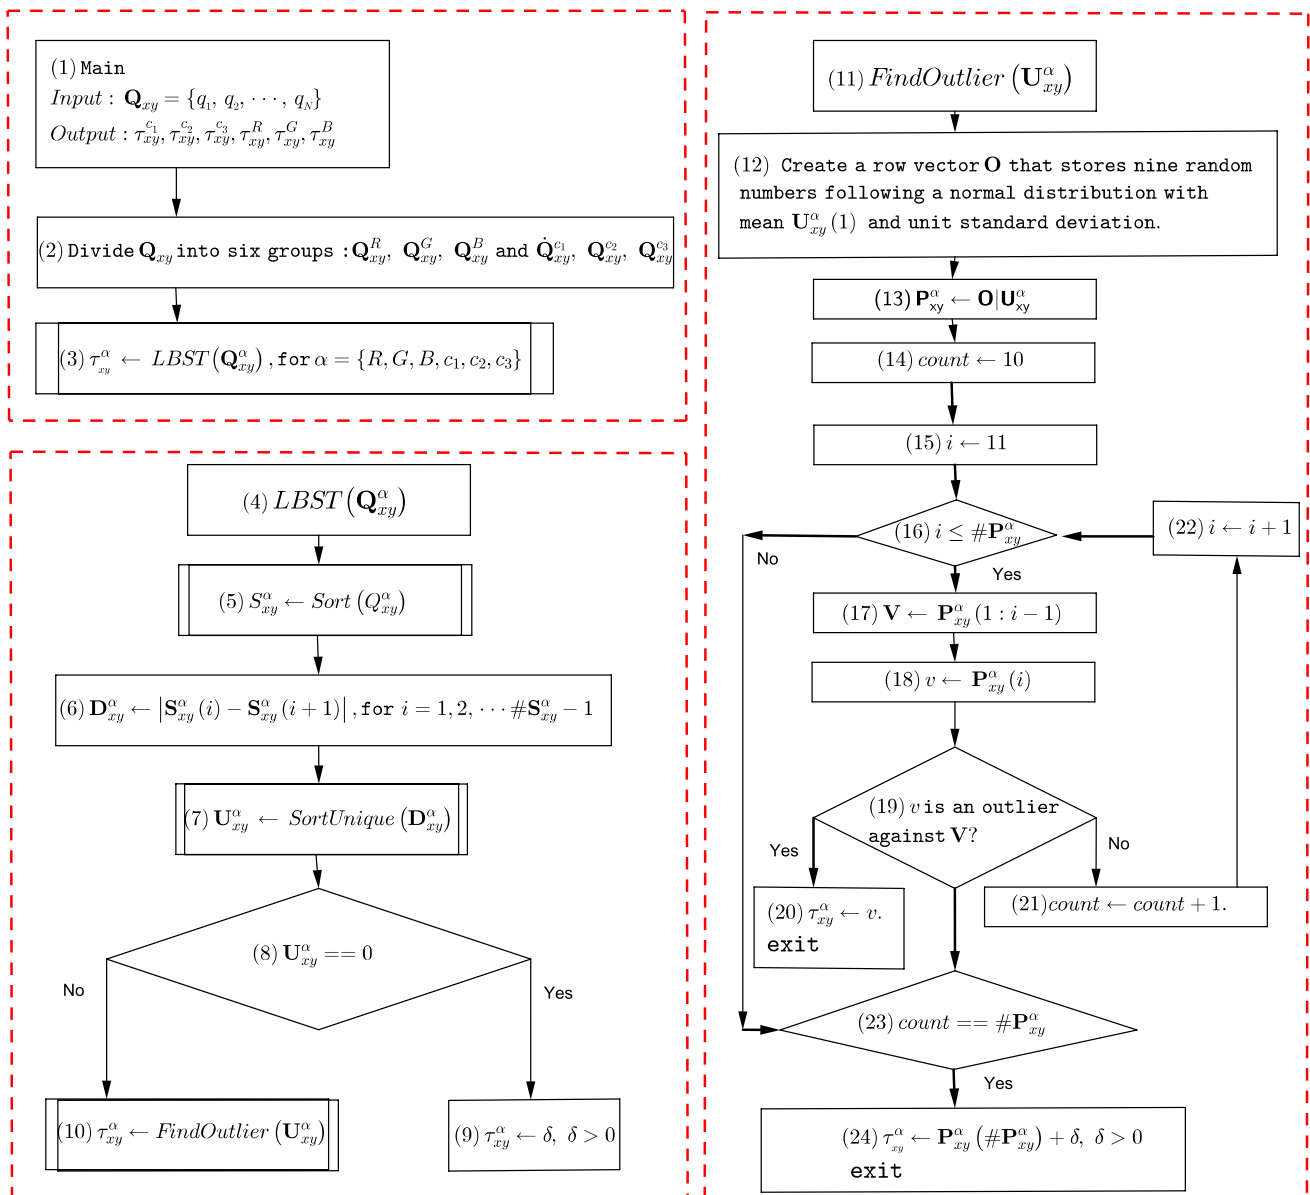 (1) Main
Input : Q_xy = {q_1, q_2, ⋯, q_N}
Output : τ_xy^{c_1}, τ_xy^{c_2}, τ_xy^{c_3}, τ_xy^R, τ_xy^G, τ_xy^B
(2) Divide Q_xy into six groups : Q_xy^R, Q_xy^G, Q_xy^B and Q̇_xy^{c_1}, Q_xy^{c_2}, Q_xy^{c_3}
(3) τ_xy^α ← LBST(Q_xy^α), for α = {R, G, B, c_1, c_2, c_3}
(4) LBST(Q_xy^α)
(5) S_xy^α ← Sort(Q_xy^α)
(6) D_xy^α ← |S_xy^α(i) − S_xy^α(i + 1)|, for i = 1, 2, ⋯ #S_xy^α − 1
(7) U_xy^α ← SortUnique(D_xy^α)
(8) U_xy^α == 0
No
Yes
(10) τ_xy^α ← FindOutlier(U_xy^α)
(9) τ_xy^α ← δ, δ > 0
(11) FindOutlier(U_xy^α)
(12) Create a row vector O that stores nine random
numbers following a normal distribution with
mean U_xy^α(1) and unit standard deviation.
(13) P_xy^α ← O|U_xy^α
(14) count ← 10
(15) i ← 11
(16) i ≤ #P_xy^α
(22) i ← i + 1
No
Yes
(17) V ← P_xy^α(1 : i − 1)
(18) v ← P_xy^α(i)
(19) v is an outlier
against V?
Yes
No
(20) τ_xy^α ← v.
exit
(21) count ← count + 1.
(23) count == #P_xy^α
Yes
(24) τ_xy^α ← P_xy^α(#P_xy^α) + δ, δ > 0
exit